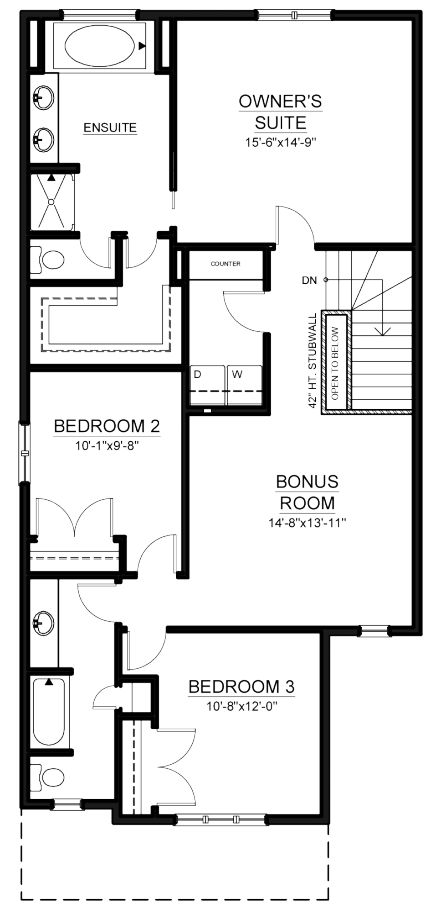 OWNER'S
SUITE
15'-6"x14'-9"
ENSUITE
COUNTER
DN
42" HT. STUBWALL
OPEN TO BELOW
D
W
BEDROOM 2
10'-1"x9'-8"
BONUS
ROOM
14'-8"x13'-11"
BEDROOM 3
10'-8"x12'-0"